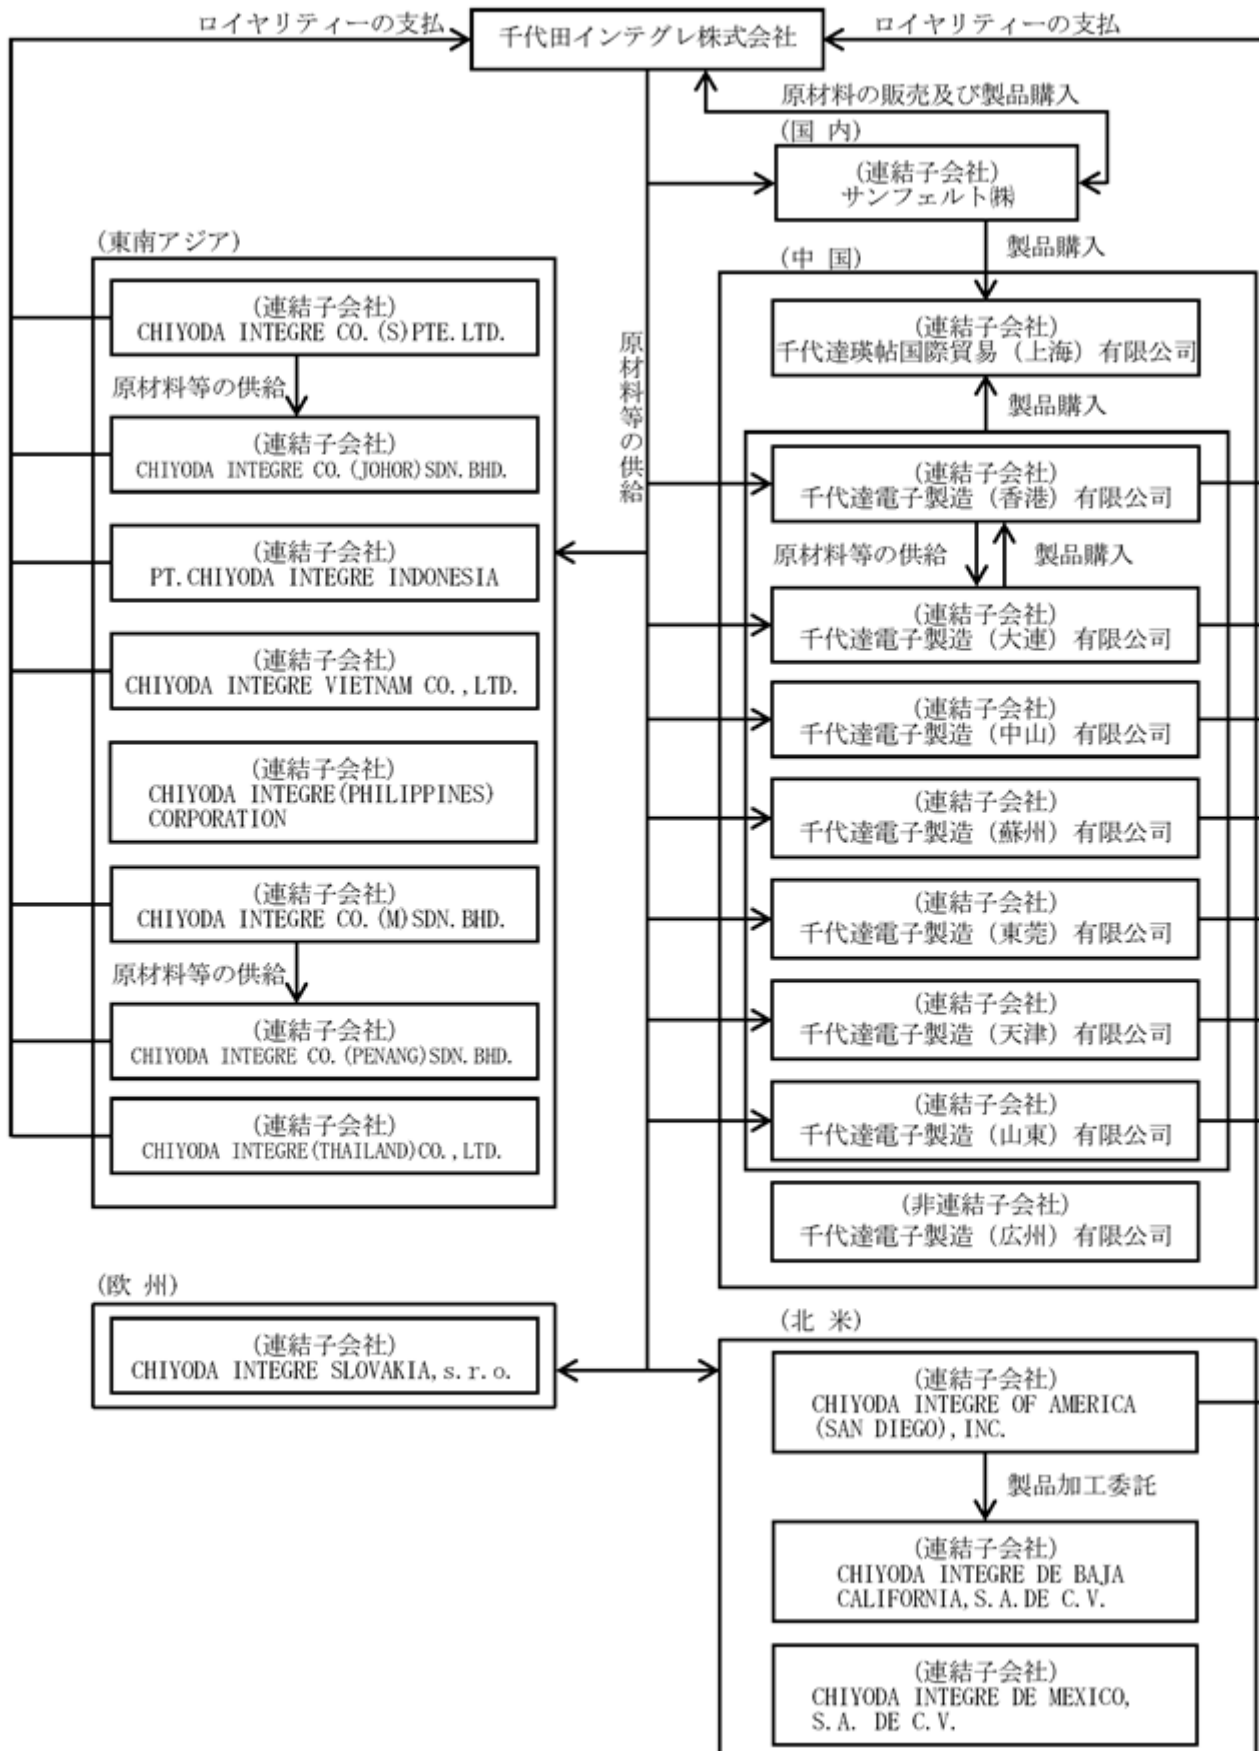 ロイヤリティーの支払
千代田インテグレ株式会社
ロイヤリティーの支払
原材料の販売及び製品購入
(国 内)
(連結子会社)
サンフェルト㈱
製品購入
(東南アジア)
(連結子会社)
CHIYODA INTEGRE CO.(S)PTE.LTD.
原材料等の供給
(連結子会社)
CHIYODA INTEGRE CO.(JOHOR)SDN.BHD.
(連結子会社)
PT.CHIYODA INTEGRE INDONESIA
(連結子会社)
CHIYODA INTEGRE VIETNAM CO.,LTD.
(連結子会社)
CHIYODA INTEGRE(PHILIPPINES)
CORPORATION
(連結子会社)
CHIYODA INTEGRE CO.(M)SDN.BHD.
原材料等の供給
(連結子会社)
CHIYODA INTEGRE CO.(PENANG)SDN.BHD.
(連結子会社)
CHIYODA INTEGRE(THAILAND)CO.,LTD.
原材料等の供給
(中 国)
(連結子会社)
千代達瑛帖国際貿易(上海)有限公司
製品購入
(連結子会社)
千代達電子製造(香港)有限公司
原材料等の供給
製品購入
(連結子会社)
千代達電子製造(大連)有限公司
(連結子会社)
千代達電子製造(中山)有限公司
(連結子会社)
千代達電子製造(蘇州)有限公司
(連結子会社)
千代達電子製造(東莞)有限公司
(連結子会社)
千代達電子製造(天津)有限公司
(連結子会社)
千代達電子製造(山東)有限公司
(非連結子会社)
千代達電子製造(広州)有限公司
(欧 州)
(連結子会社)
CHIYODA INTEGRE SLOVAKIA,s.r.o.
(北 米)
(連結子会社)
CHIYODA INTEGRE OF AMERICA
(SAN DIEGO),INC.
製品加工委託
(連結子会社)
CHIYODA INTEGRE DE BAJA
CALIFORNIA,S.A.DE C.V.
(連結子会社)
CHIYODA INTEGRE DE MEXICO,
S.A. DE C.V.